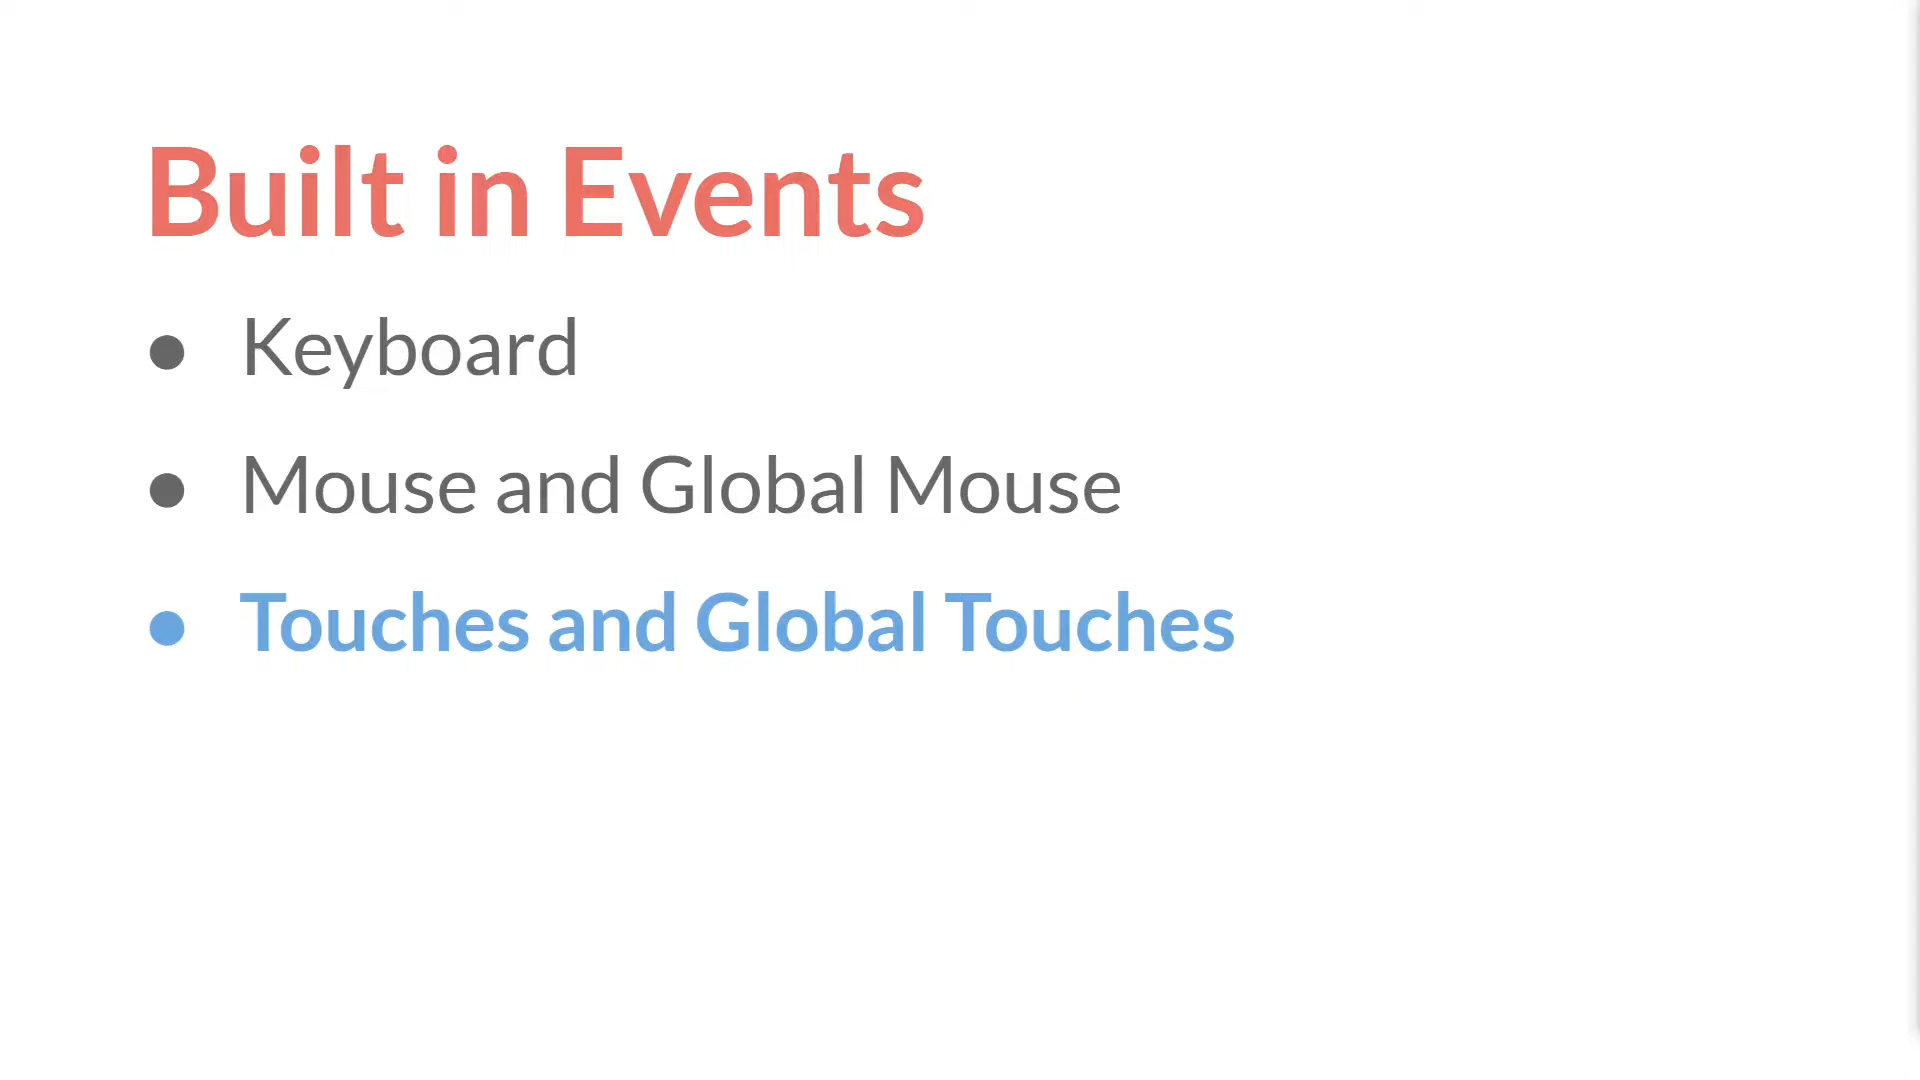 Built in Events
● Keyboard
● Mouse and Global Mouse
● Touches and Global Touches